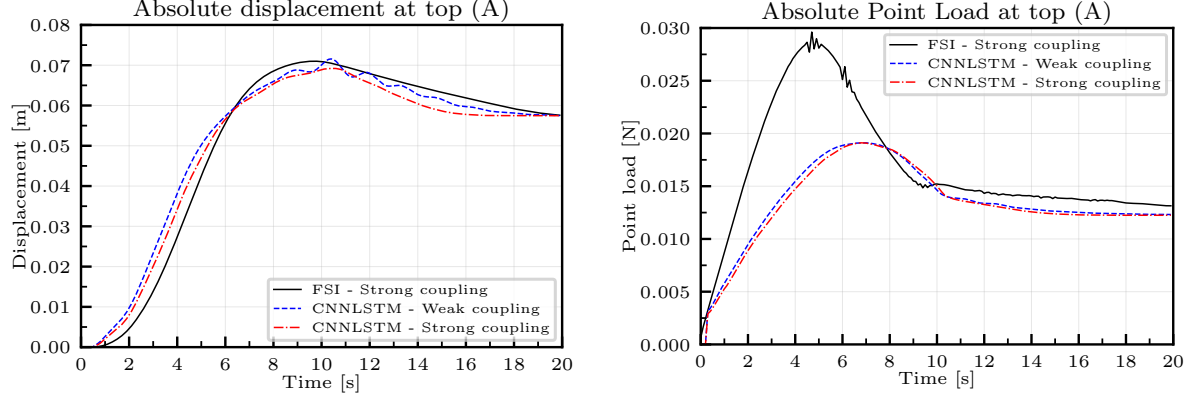 Absolute displacement at top (A)
0.08
0.07
0.06
0.05
0.04
0.03
0.02
0.01
0.00
Displacement [m]
FSI - Strong coupling
CNNLSTM - Weak coupling
CNNLSTM - Strong coupling
0 2 4 6 8 10 12 14 16 18 20
Time [s]
Absolute Point Load at top (A)
0.030
0.025
0.020
0.015
0.010
0.005
0.000
Point load [N]
FSI - Strong coupling
CNNLSTM - Weak coupling
CNNLSTM - Strong coupling
0 2 4 6 8 10 12 14 16 18 20
Time [s]